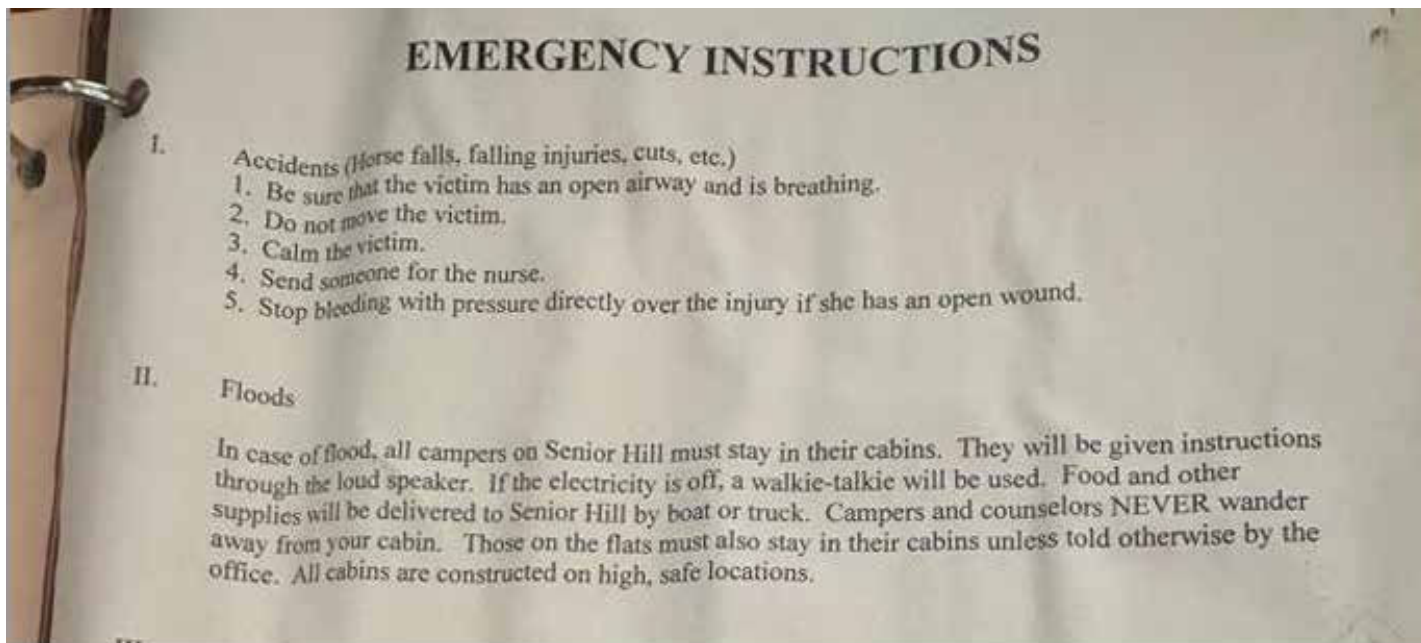 EMERGENCY INSTRUCTIONS
I. Accidents (Horse falls, falling injuries, cuts, etc.)
1. Be sure that the victim has an open airway and is breathing.
2. Do not move the victim.
3. Calm the victim.
4. Send someone for the nurse.
5. Stop bleeding with pressure directly over the injury if she has an open wound.
II. Floods
In case of flood, all campers on Senior Hill must stay in their cabins. They will be given instructions
through the loud speaker. If the electricity is off, a walkie-talkie will be used. Food and other
supplies will be delivered to Senior Hill by boat or truck. Campers and counselors NEVER wander
away from your cabin. Those on the flats must also stay in their cabins unless told otherwise by the
office. All cabins are constructed on high, safe locations.